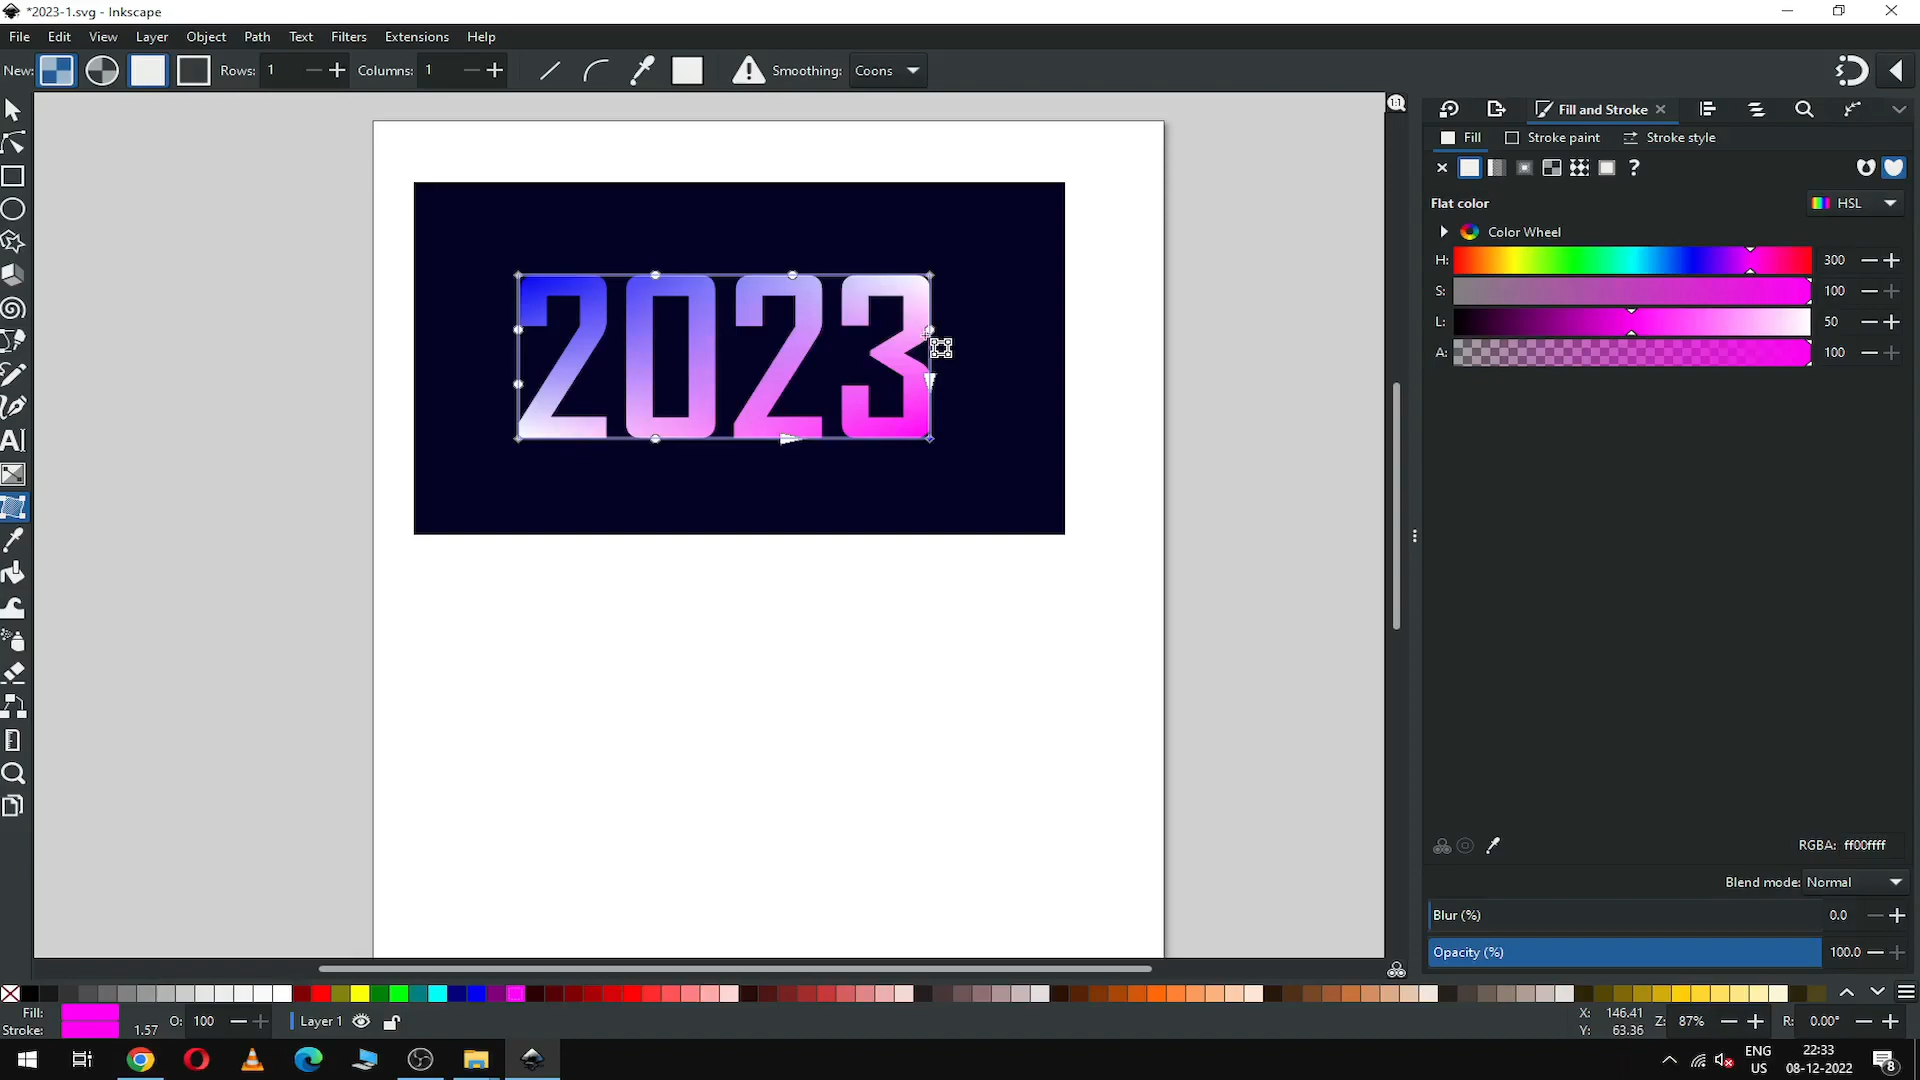 *2023-1.svg - Inkscape
File Edit View Layer Object Path Text Filters Extensions Help
New: Rows: 1 Columns: 1 Smoothing: Coons
Fill and Stroke
Fill Stroke paint Stroke style
Flat color HSL
Color Wheel
H: 300
S: 100
L: 50
A: 100
2023
RGBA: ff00ffff
Blend mode: Normal
Blur (%) 0.0
Opacity (%) 100.0
Fill:
Stroke: 1.57 O: 100 Layer 1 X: 146.41 Y: 63.36 Z: 87% R: 0.00°
ENG US 22:33 08-12-2022 8